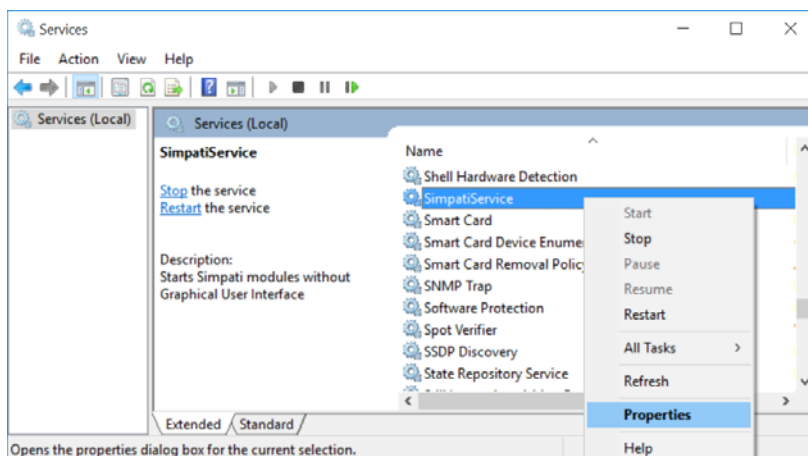 Services
File Action View Help
Services (Local)
Services (Local)
SimpatiService
Stop the service
Restart the service
Description:
Starts Simpati modules without
Graphical User Interface
Name
Shell Hardware Detection
SimpatiService
Smart Card
Smart Card Device Enume
Smart Card Removal Polic
SNMP Trap
Software Protection
Spot Verifier
SSDP Discovery
State Repository Service
Start
Stop
Pause
Resume
Restart
All Tasks
Refresh
Properties
Help
Extended Standard
Opens the properties dialog box for the current selection.